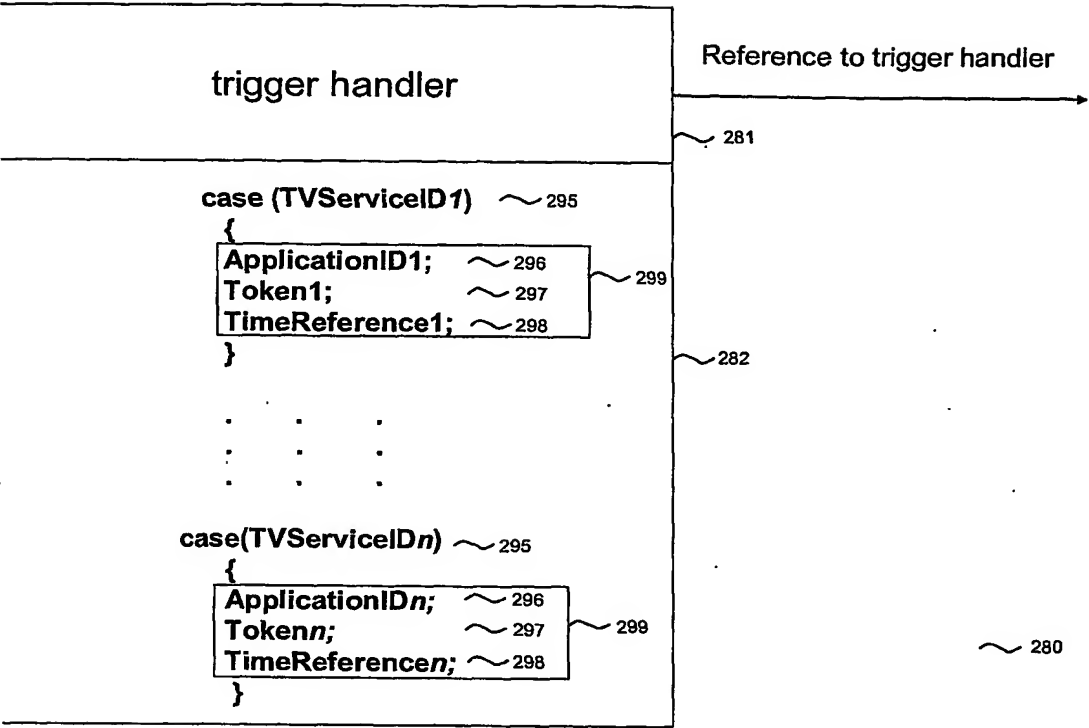 trigger handler
Reference to trigger handler
281
case (TVServiceID1) 295
{
ApplicationID1; 296
299
Token1; 297
TimeReference1; 298
}
282
. . .
. . .
. . .
case(TVServiceIDn) 295
{
ApplicationIDn; 296
Tokenn; 297
299
TimeReferencen; 298
}
280